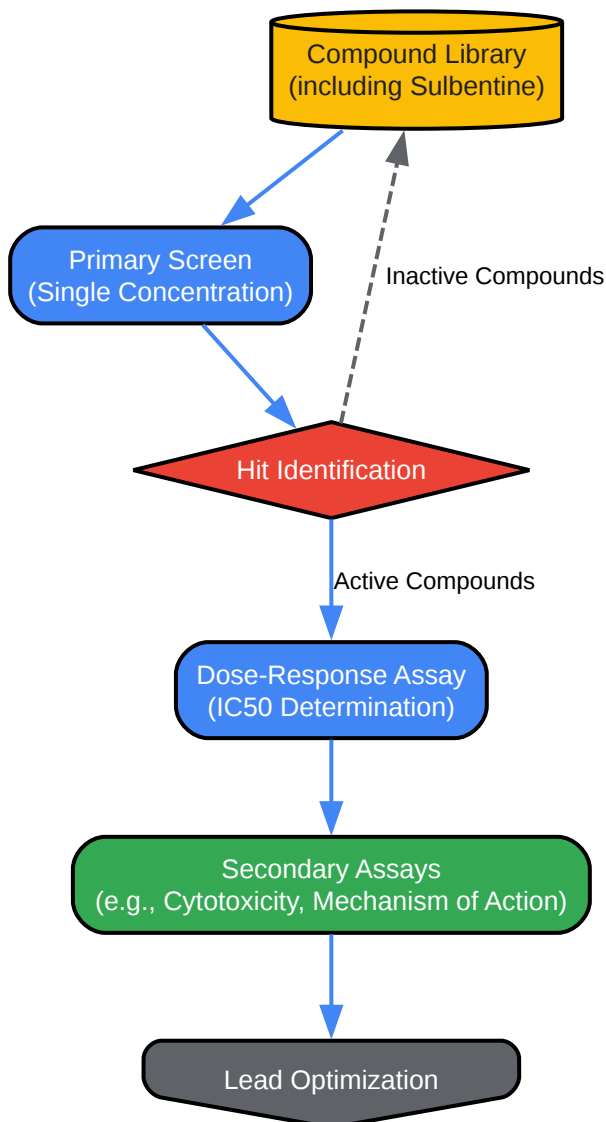 Compound Library
(including Sulbentine)
Primary Screen
(Single Concentration)
Inactive Compounds
Hit Identification
Active Compounds
Dose-Response Assay
(IC50 Determination)
Secondary Assays
(e.g., Cytotoxicity, Mechanism of Action)
Lead Optimization